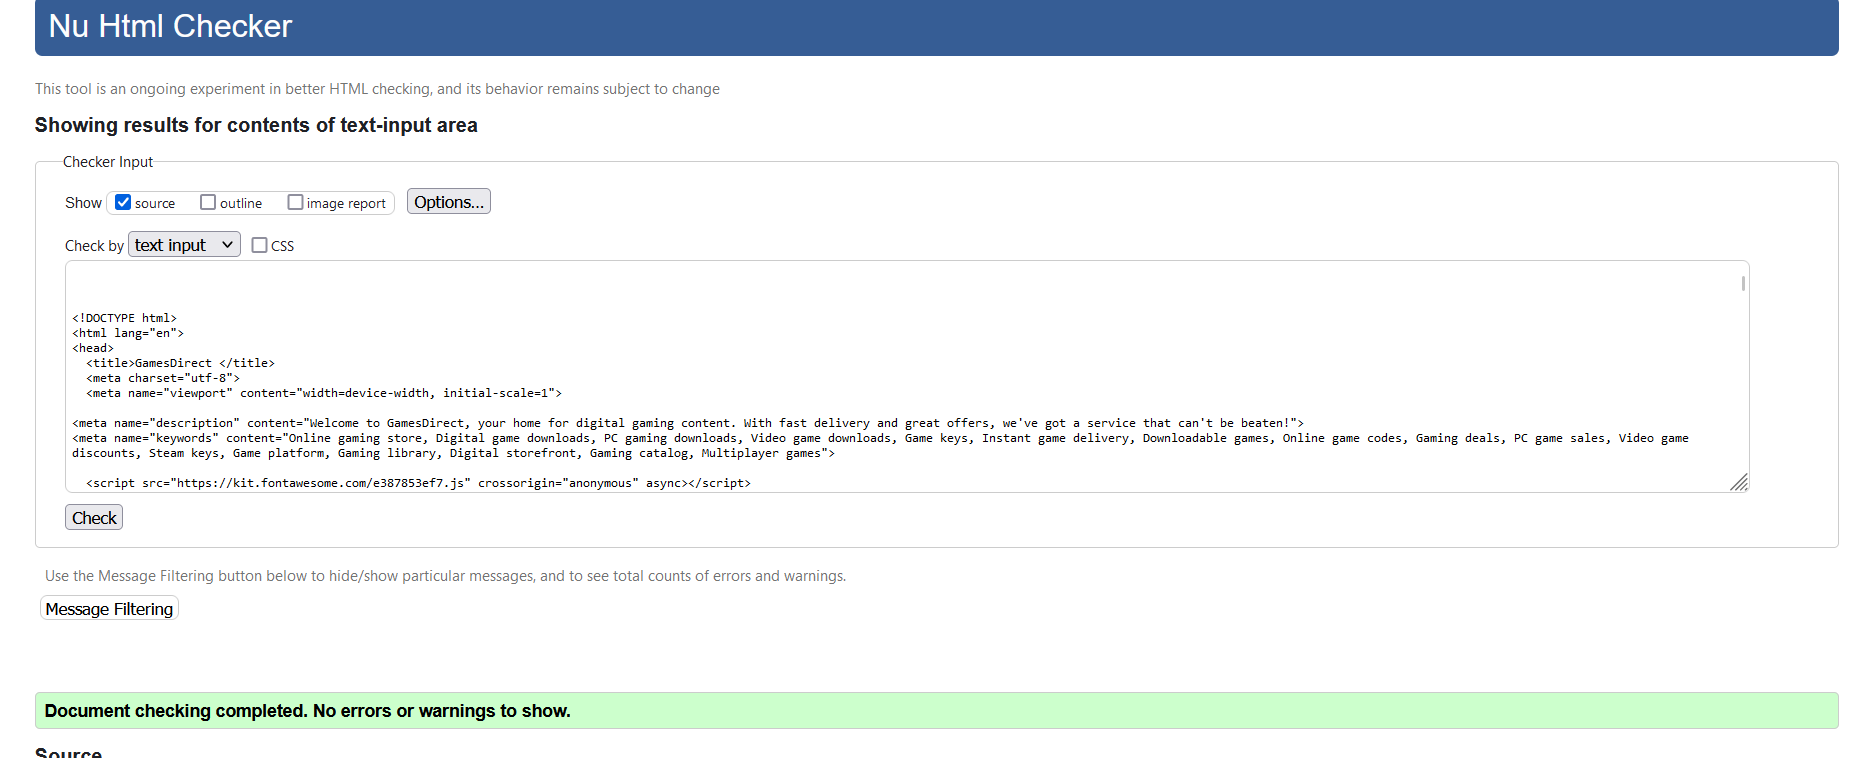 Nu Html Checker
This tool is an ongoing experiment in better HTML checking, and its behavior remains subject to change
Showing results for contents of text-input area
Checker Input
Show source outline image report Options...
Check by text input CSS
<!DOCTYPE html>
<html lang="en">
<head>
<title>GamesDirect </title>
<meta charset="utf-8">
<meta name="viewport" content="width=device-width, initial-scale=1">
<meta name="description" content="Welcome to GamesDirect, your home for digital gaming content. With fast delivery and great offers, we've got a service that can't be beaten!">
<meta name="keywords" content="Online gaming store, Digital game downloads, PC gaming downloads, Video game downloads, Game keys, Instant game delivery, Downloadable games, Online game codes, Gaming deals, PC game sales, Video game
discounts, Steam keys, Game platform, Gaming library, Digital storefront, Gaming catalog, Multiplayer games">
<script src="https://kit.fontawesome.com/e387853ef7.js" crossorigin="anonymous" async></script>
Check
Use the Message Filtering button below to hide/show particular messages, and to see total counts of errors and warnings.
Message Filtering
Document checking completed. No errors or warnings to show.
Source